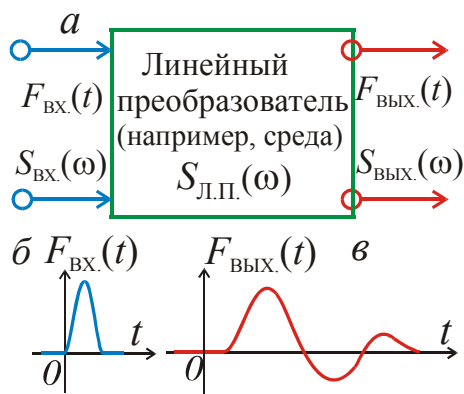 а
Линейный
преобразователь
(например, среда)
S Л.П.(ω)
F ВХ.(t)
F ВЫХ.(t)
S ВХ.(ω)
S ВЫХ.(ω)
б F ВХ.(t)
F ВЫХ.(t) в
t
t
0
0